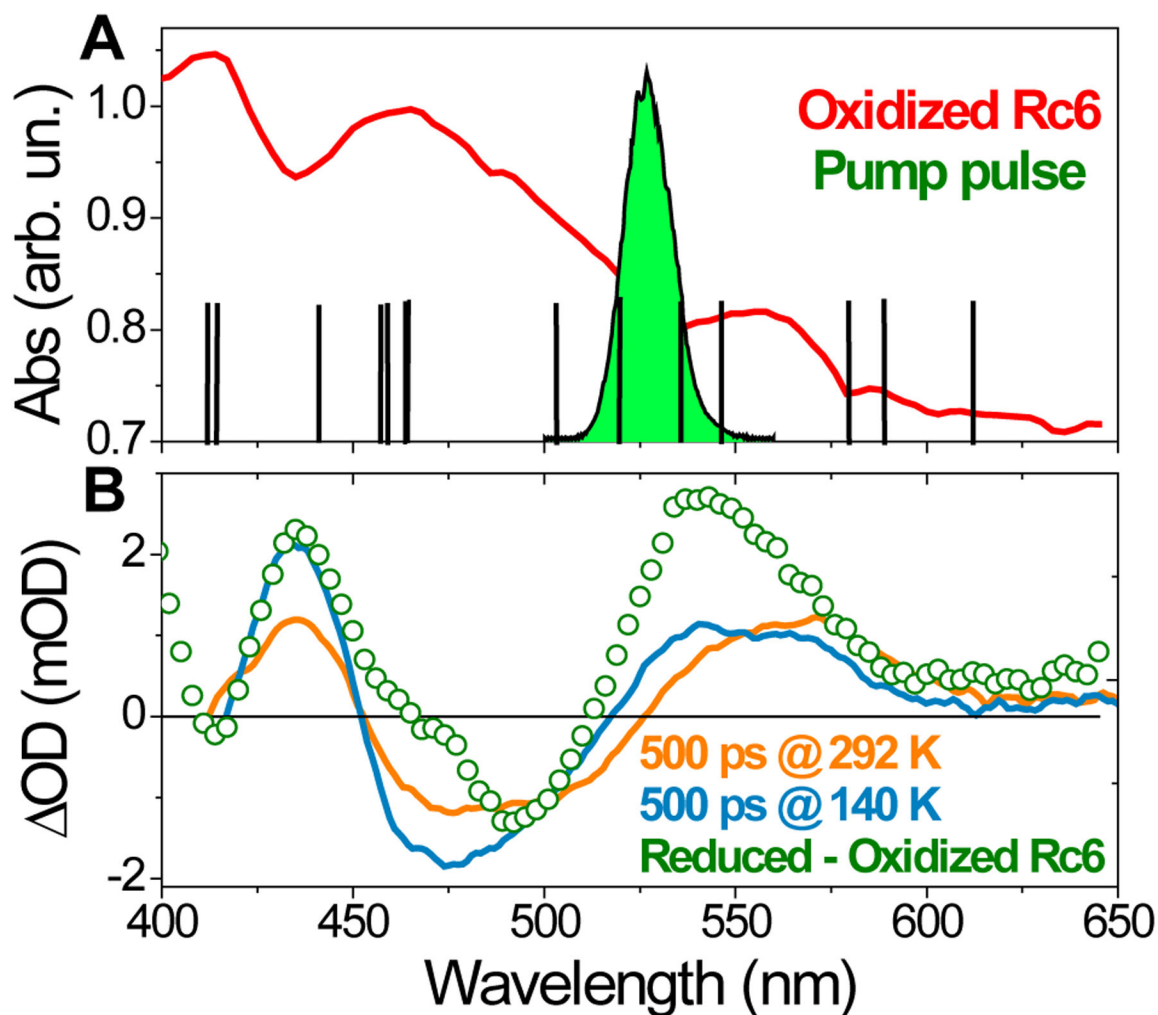 A
Abs (arb. un.)
1.0
0.9
0.8
0.7
Oxidized Rc6
Pump pulse
B
ΔOD (mOD)
2
0
-2
500 ps @ 292 K
500 ps @ 140 K
Reduced - Oxidized Rc6
400 450 500 550 600 650
Wavelength (nm)